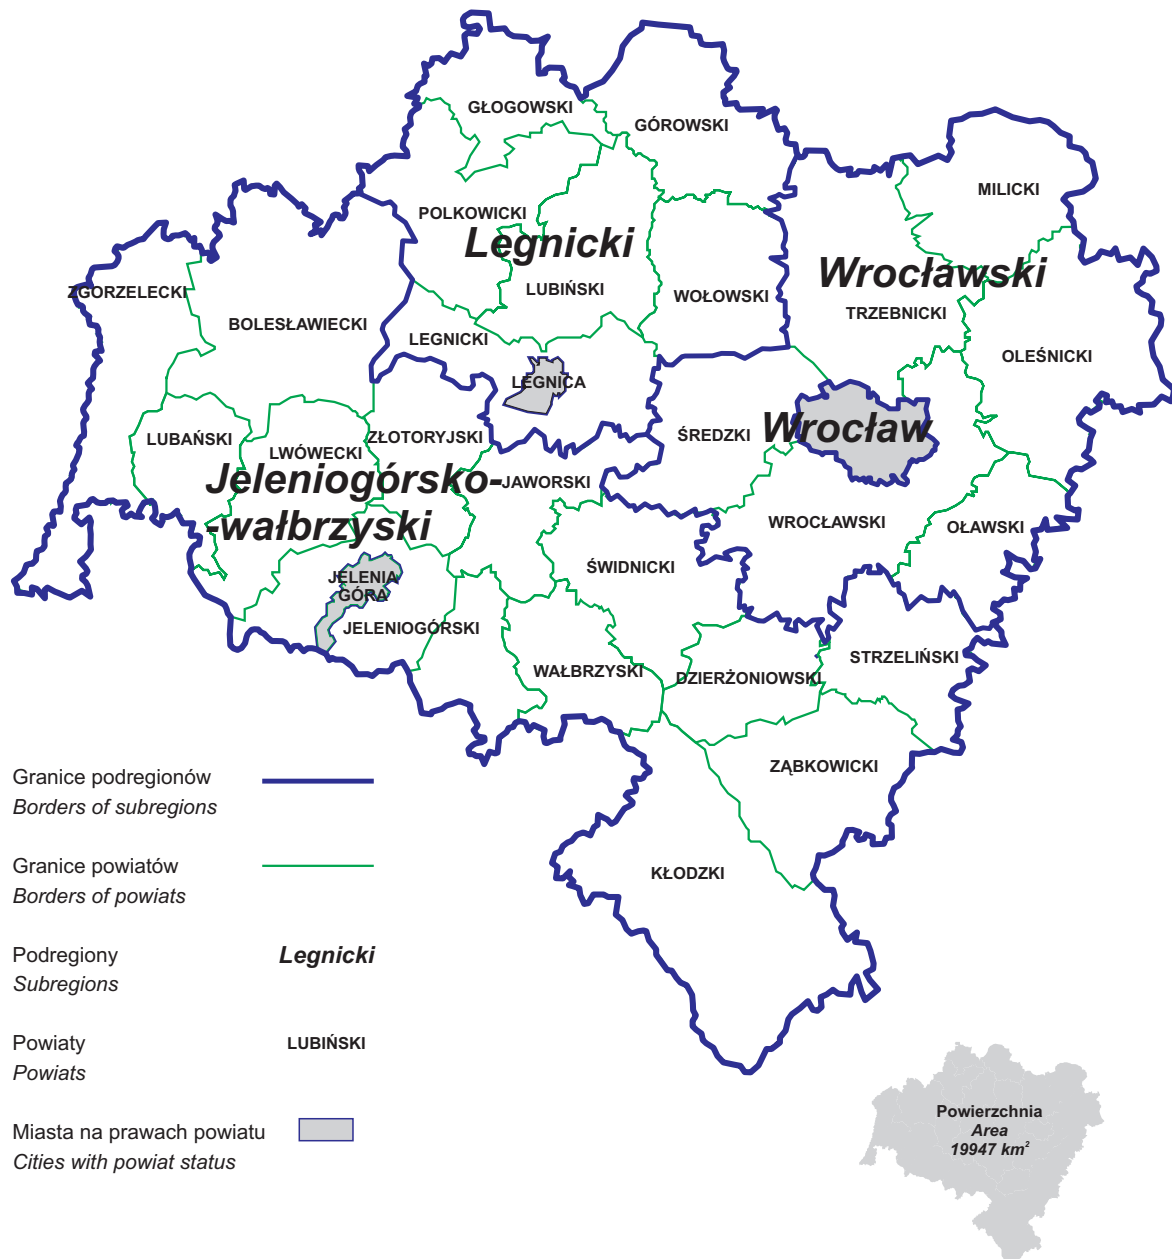 GŁOGOWSKI
GÓROWSKI
MILICKI
POLKOWICKI
Legnicki
Wrocławski
ZGORZELECKI
LUBIŃSKI
WOŁOWSKI
TRZEBNICKI
BOLESŁAWIECKI
LEGNICKI
OLEŚNICKI
LEGNICA
LUBAŃSKI
ZŁOTORYJSKI
ŚREDZKI
Wrocław
LWÓWECKI
Jeleniogórsko-
-wałbrzyski
JAWORSKI
WROCŁAWSKI
OŁAWSKI
ŚWIDNICKI
JELENIA
GÓRA
JELENIOGÓRSKI
WAŁBRZYSKI
DZIERŻONIOWSKI
STRZELIŃSKI
ZĄBKOWICKI
KŁODZKI
Granice podregionów
Borders of subregions
Granice powiatów
Borders of powiats
Podregiony
Subregions
Legnicki
Powiaty
Powiats
LUBIŃSKI
Miasta na prawach powiatu
Cities with powiat status
Powierzchnia
Area
19947 km²